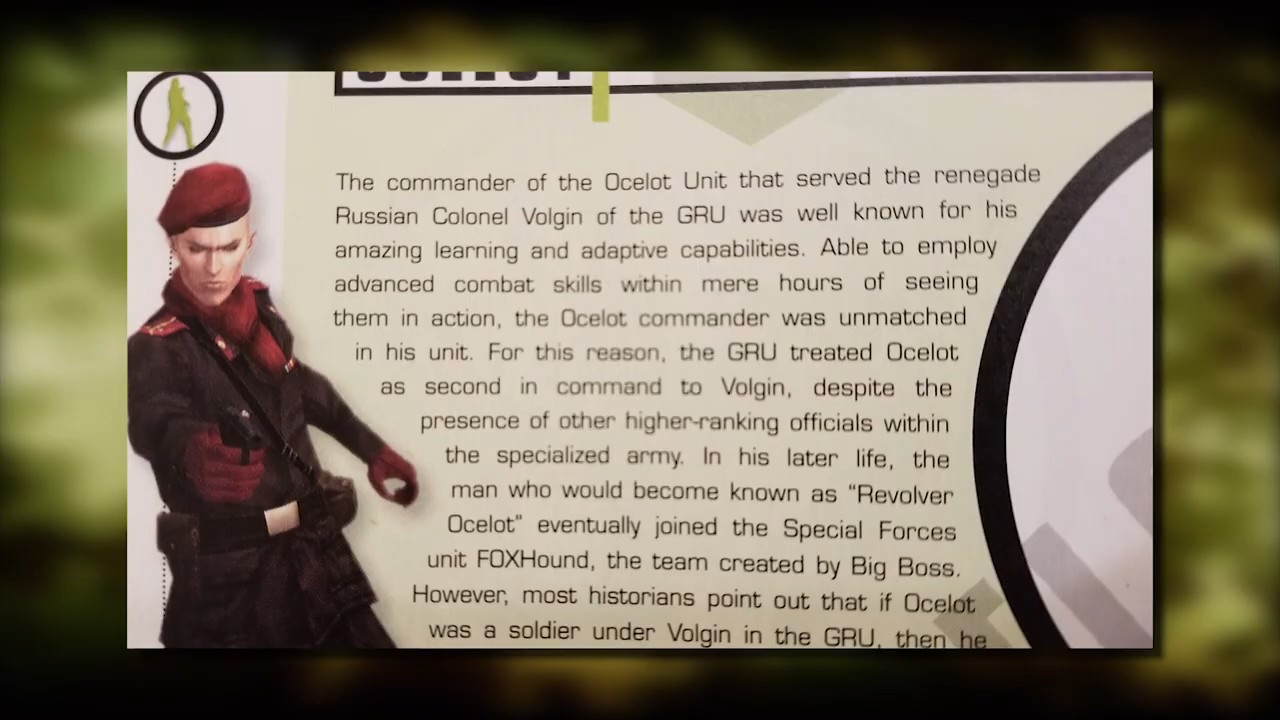 The commander of the Ocelot Unit that served the renegade
Russian Colonel Volgin of the GRU was well known for his
amazing learning and adaptive capabilities. Able to employ
advanced combat skills within mere hours of seeing
them in action, the Ocelot commander was unmatched
in his unit. For this reason, the GRU treated Ocelot
as second in command to Volgin, despite the
presence of other higher-ranking officials within
the specialized army. In his later life, the
man who would become known as “Revolver
Ocelot” eventually joined the Special Forces
unit FOXHound, the team created by Big Boss.
However, most historians point out that if Ocelot
was a soldier under Volgin in the GRU, then he